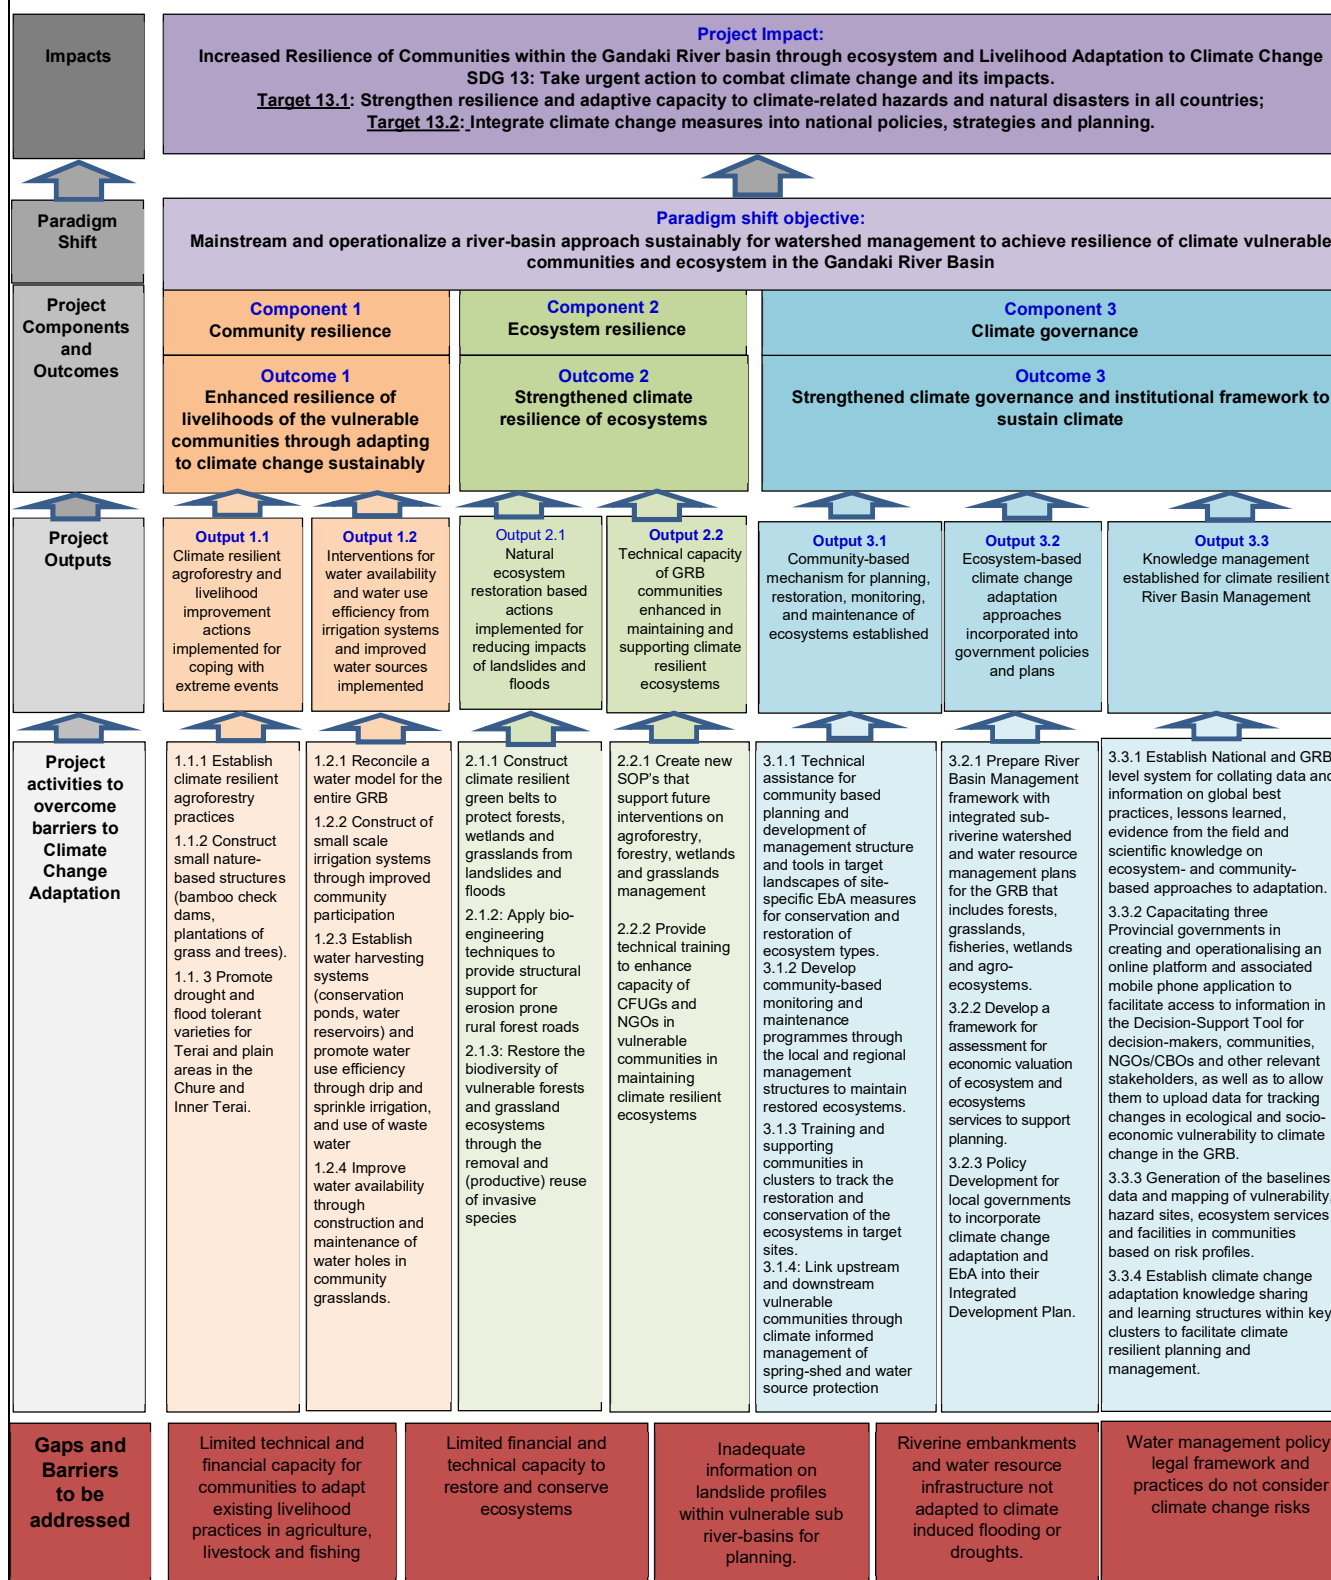 Impacts
Project Impact:
Increased Resilience of Communities within the Gandaki River basin through ecosystem and Livelihood Adaptation to Climate Change
SDG 13: Take urgent action to combat climate change and its impacts.
Target 13.1: Strengthen resilience and adaptive capacity to climate-related hazards and natural disasters in all countries;
Target 13.2: Integrate climate change measures into national policies, strategies and planning.
Paradigm
Shift
Paradigm shift objective:
Mainstream and operationalize a river-basin approach sustainably for watershed management to achieve resilience of climate vulnerable
communities and ecosystem in the Gandaki River Basin
Project
Components
and
Outcomes
Component 1
Community resilience
Component 2
Ecosystem resilience
Component 3
Climate governance
Outcome 1
Enhanced resilience of
livelihoods of the vulnerable
communities through adapting
to climate change sustainably
Outcome 2
Strengthened climate
resilience of ecosystems
Outcome 3
Strengthened climate governance and institutional framework to
sustain climate
Project
Outputs
Output 1.1
Climate resilient
agroforestry and
livelihood
improvement
actions
implemented for
coping with
extreme events
Output 1.2
Interventions for
water availability
and water use
efficiency from
irrigation systems
and improved
water sources
implemented
Output 2.1
Natural
ecosystem
restoration based
actions
implemented for
reducing impacts
of landslides and
floods
Output 2.2
Technical capacity
of GRB
communities
enhanced in
maintaining and
supporting climate
resilient
ecosystems
Output 3.1
Community-based
mechanism for planning,
restoration, monitoring,
and maintenance of
ecosystems established
Output 3.2
Ecosystem-based
climate change
adaptation
approaches
incorporated into
government policies
and plans
Output 3.3
Knowledge management
established for climate resilient
River Basin Management
Project
activities to
overcome
barriers to
Climate
Change
Adaptation
1.1.1 Establish
climate resilient
agroforestry
practices
1.1.2 Construct
small nature-
based structures
(bamboo check
dams,
plantations of
grass and trees).
1.1. 3 Promote
drought and
flood tolerant
varieties for
Terai and plain
areas in the
Chure and
Inner Terai.
1.2.1 Reconcile a
water model for the
entire GRB
1.2.2 Construct of
small scale
irrigation systems
through improved
community
participation
1.2.3 Establish
water harvesting
systems
(conservation
ponds, water
reservoirs) and
promote water
use efficiency
through drip and
sprinkle irrigation,
and use of waste
water
1.2.4 Improve
water availability
through
construction and
maintenance of
water holes in
community
grasslands.
2.1.1 Construct
climate resilient
green belts to
protect forests,
wetlands and
grasslands from
landslides and
floods
2.1.2: Apply bio-
engineering
techniques to
provide structural
support for
erosion prone
rural forest roads
2.1.3: Restore the
biodiversity of
vulnerable forests
and grassland
ecosystems
through the
removal and
(productive) reuse
of invasive
species
2.2.1 Create new
SOP's that
support future
interventions on
agroforestry,
forestry, wetlands
and grasslands
management
2.2.2 Provide
technical training
to enhance
capacity of
CFUGs and
NGOs in
vulnerable
communities in
maintaining
climate resilient
ecosystems
3.1.1 Technical
assistance for
community based
planning and
development of
management structure
and tools in target
landscapes of site-
specific EbA measures
for conservation and
restoration of
ecosystem types.
3.1.2 Develop
community-based
monitoring and
maintenance
programmes through
the local and regional
management
structures to maintain
restored ecosystems.
3.1.3 Training and
supporting
communities in
clusters to track the
restoration and
conservation of the
ecosystems in target
sites.
3.1.4: Link upstream
and downstream
vulnerable
communities through
climate informed
management of
spring-shed and water
source protection
3.2.1 Prepare River
Basin Management
framework with
integrated sub-
riverine watershed
and water resource
management plans
for the GRB that
includes forests,
grasslands,
fisheries, wetlands
and agro-
ecosystems.
3.2.2 Develop a
framework for
assessment for
economic valuation
of ecosystem and
ecosystems
services to support
planning.
3.2.3 Policy
Development for
local governments
to incorporate
climate change
adaptation and
EbA into their
Integrated
Development Plan.
3.3.1 Establish National and GRB
level system for collating data and
information on global best
practices, lessons learned,
evidence from the field and
scientific knowledge on
ecosystem- and community-
based approaches to adaptation.
3.3.2 Capacitating three
Provincial governments in
creating and operationalising an
online platform and associated
mobile phone application to
facilitate access to information in
the Decision-Support Tool for
decision-makers, communities,
NGOs/CBOs and other relevant
stakeholders, as well as to allow
them to upload data for tracking
changes in ecological and socio-
economic vulnerability to climate
change in the GRB.
3.3.3 Generation of the baselines
data and mapping of vulnerability,
hazard sites, ecosystem services
and facilities in communities
based on risk profiles.
3.3.4 Establish climate change
adaptation knowledge sharing
and learning structures within key
clusters to facilitate climate
resilient planning and
management.
Gaps and
Barriers
to be
addressed
Limited technical and
financial capacity for
communities to adapt
existing livelihood
practices in agriculture,
livestock and fishing
Limited financial and
technical capacity to
restore and conserve
ecosystems
Inadequate
information on
landslide profiles
within vulnerable sub
river-basins for
planning.
Riverine embankments
and water resource
infrastructure not
adapted to climate
induced flooding or
droughts.
Water management policy
legal framework and
practices do not consider
climate change risks